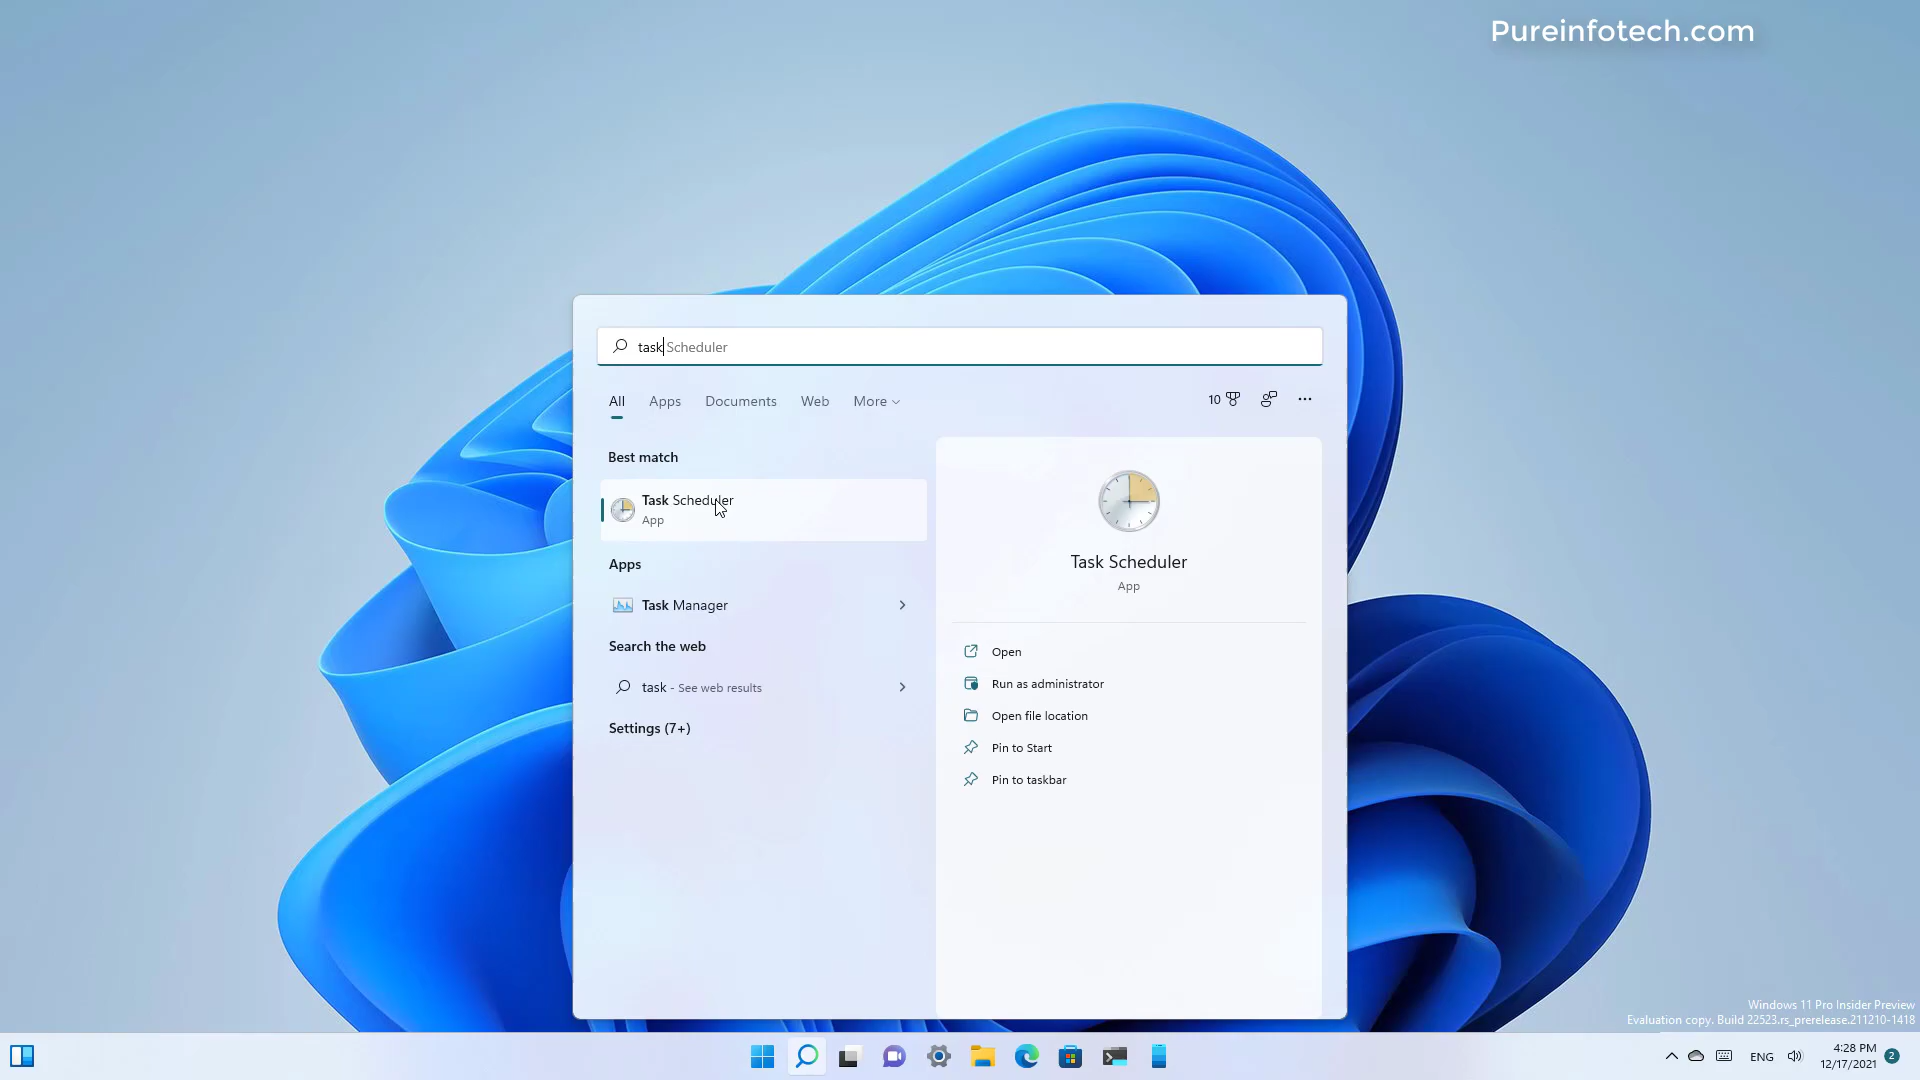 Pureinfotech.com
task Scheduler
All Apps Documents Web More 10
Best match
Task Scheduler
App
Apps
Task Manager
Search the web
task - See web results
Settings (7+)
Task Scheduler
App
Open
Run as administrator
Open file location
Pin to Start
Pin to taskbar
Windows 11 Pro Insider Preview
Evaluation copy. Build 22523.rs_prerelease.211210-1418
ENG
4:28 PM
12/17/2021
2